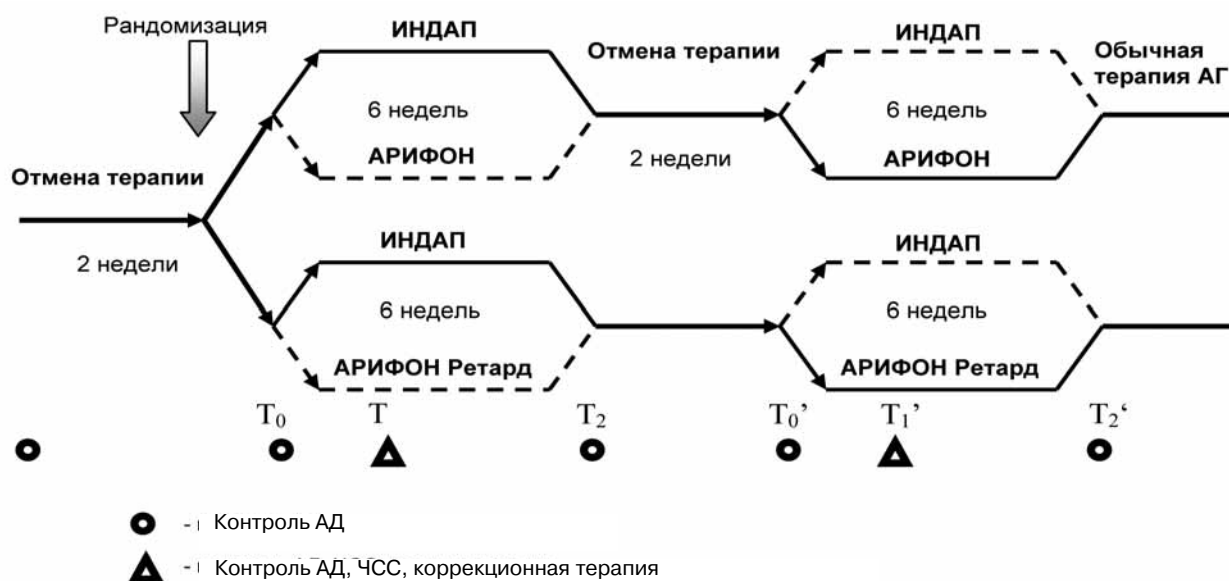 Рандомизация
ИНДАП
Отмена терапии
ИНДАП
Обычная
терапия АГ
6 недель
6 недель
АРИФОН
2 недели
АРИФОН
Отмена терапии
2 недели
ИНДАП
ИНДАП
6 недель
6 недель
АРИФОН Ретард
АРИФОН Ретард
T₀
T
T₂
T₀’
T₁’
T₂‘
- Контроль АД
- Контроль АД, ЧСС, коррекционная терапия